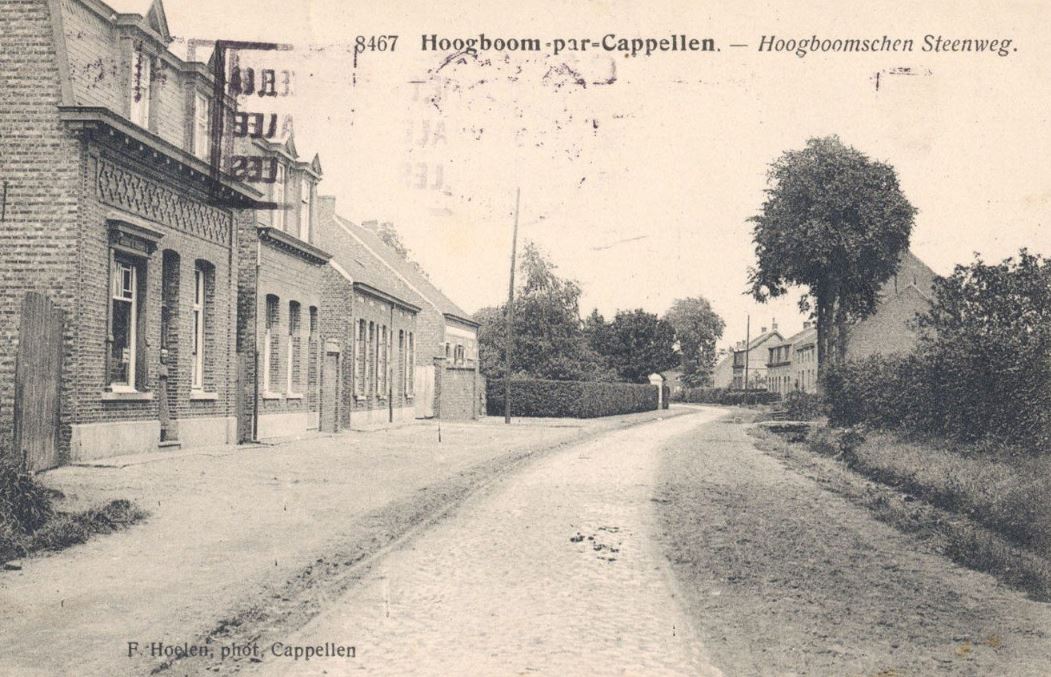 8467 Hoogboom-par-Cappellen. — Hoogboomschen Steenweg.
F. Hoelen, phot, Cappellen